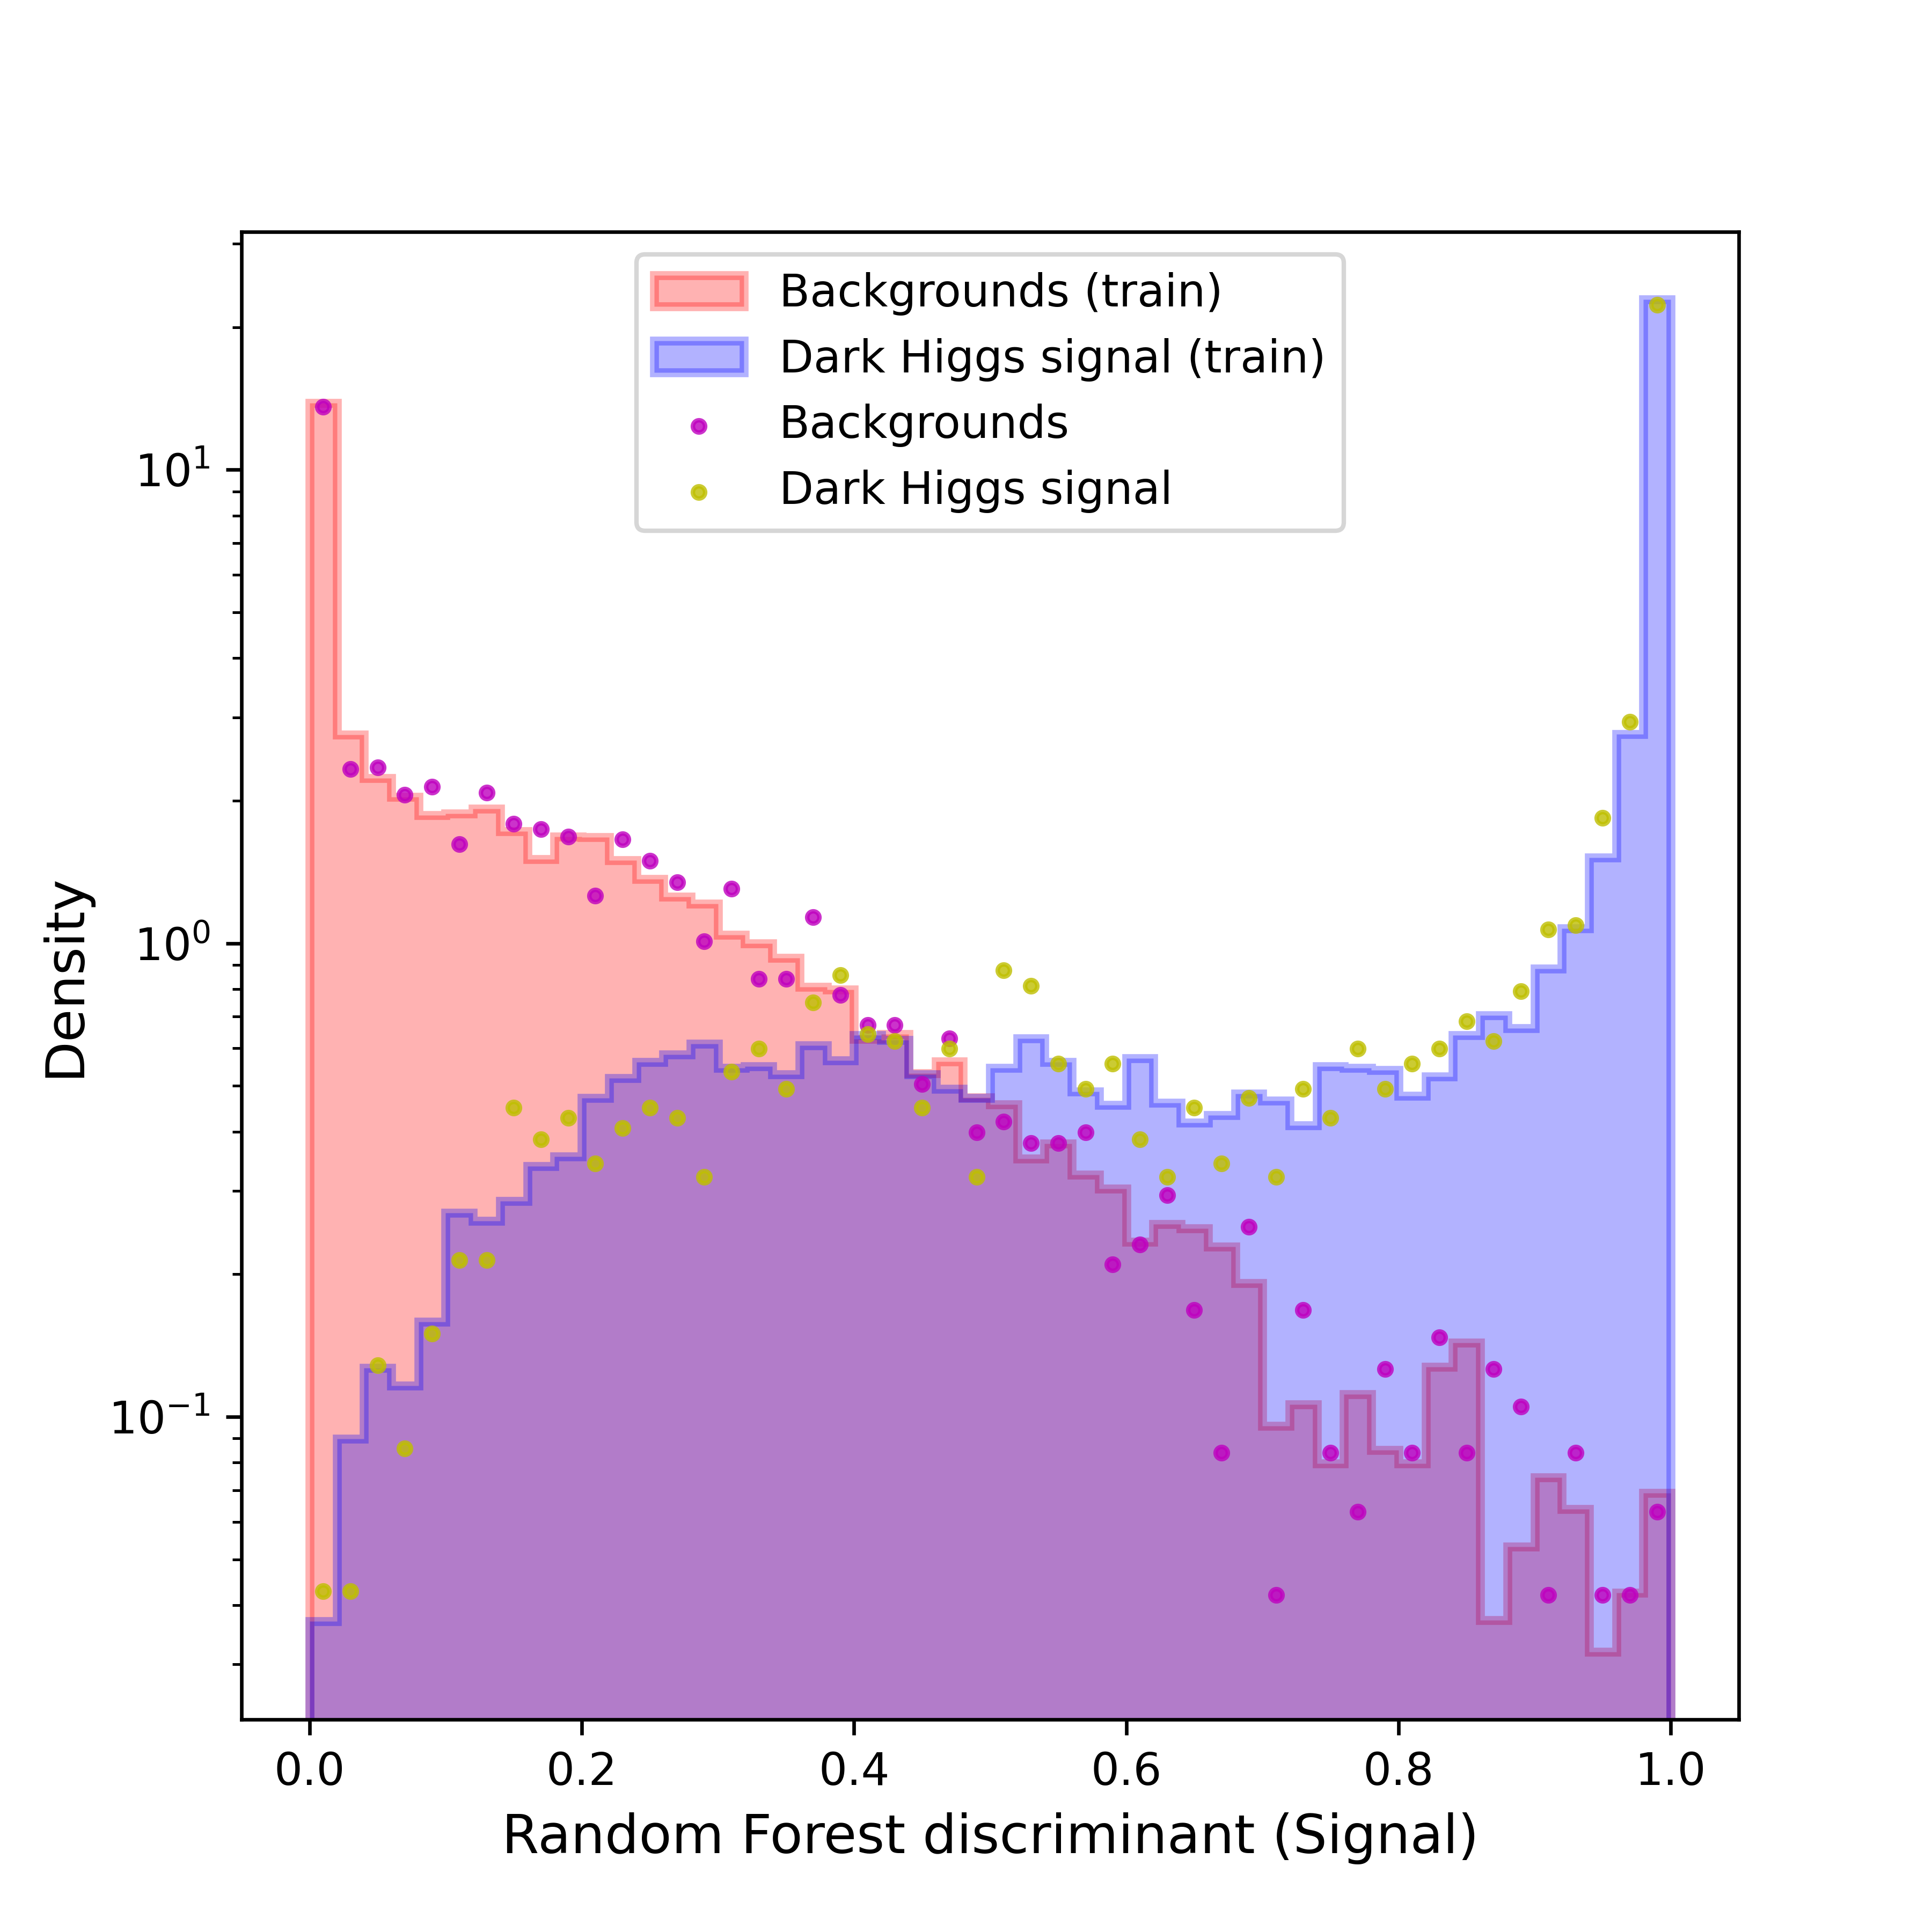 Backgrounds (train)
Dark Higgs signal (train)
Backgrounds
Dark Higgs signal
10¹
10⁰
10⁻¹
Density
0.0 0.2 0.4 0.6 0.8 1.0
Random Forest discriminant (Signal)